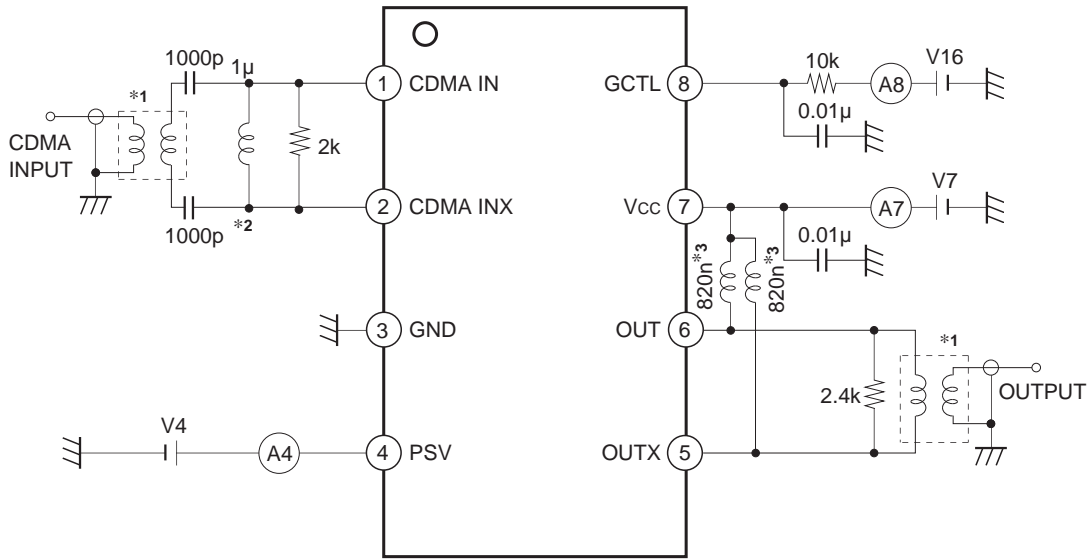 1000p
1µ
*1
CDMA
INPUT
2k
1000p
*2
1
CDMA IN
2
CDMA INX
3
GND
V4
A4
4
PSV
GCTL
8
10k
A8
V16
0.01µ
VCC
7
A7
V7
0.01µ
820n*3
820n*3
OUT
6
2.4k
*1
OUTPUT
OUTX
5